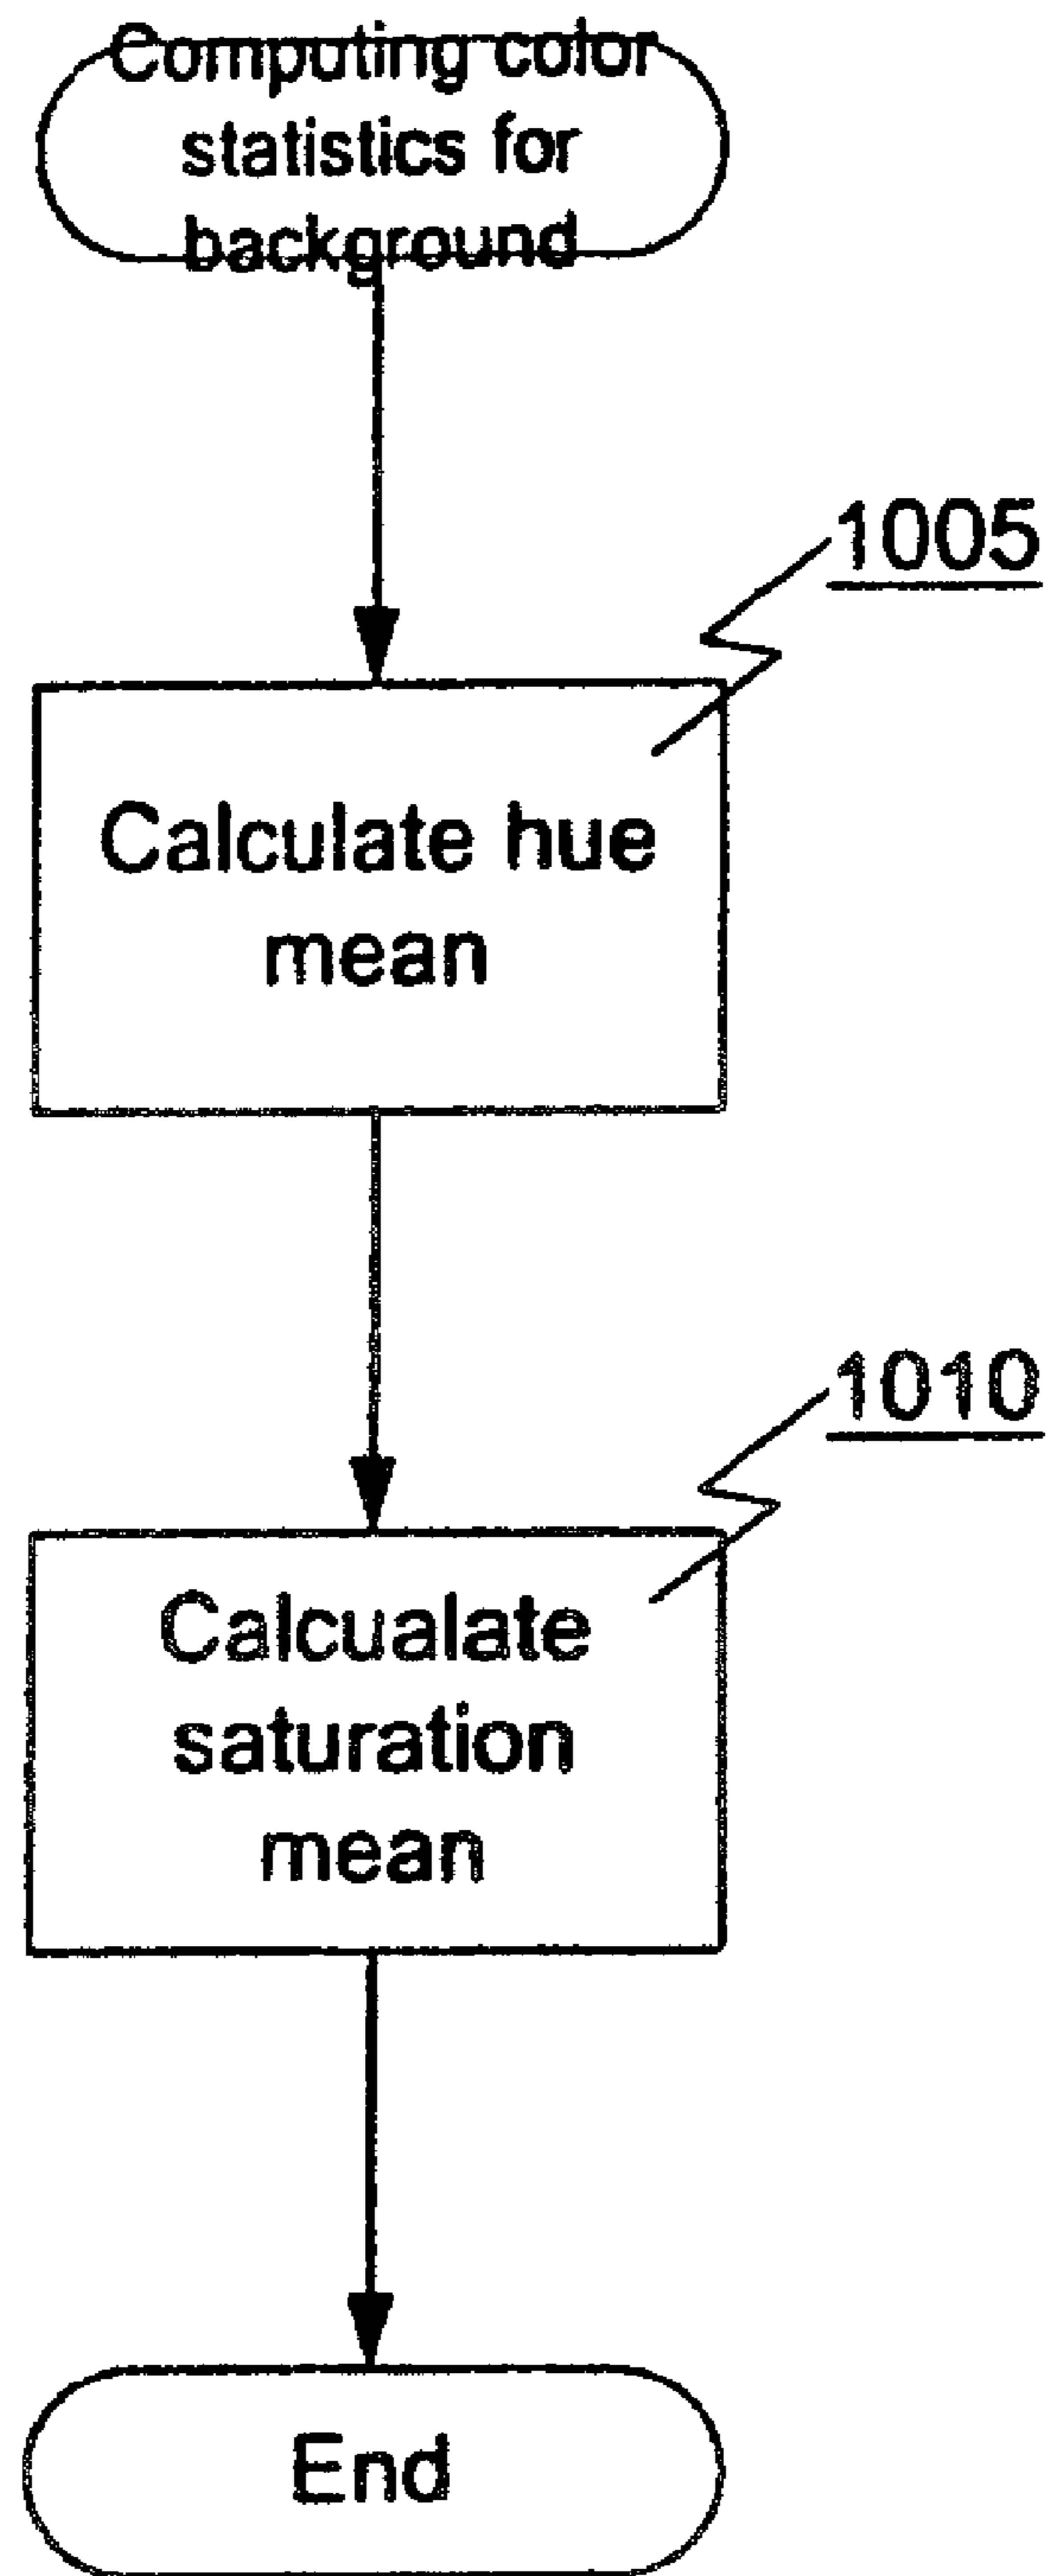 Computing color
statistics for
background
1005
Calculate hue
mean
1010
Calcualate
saturation
mean
End